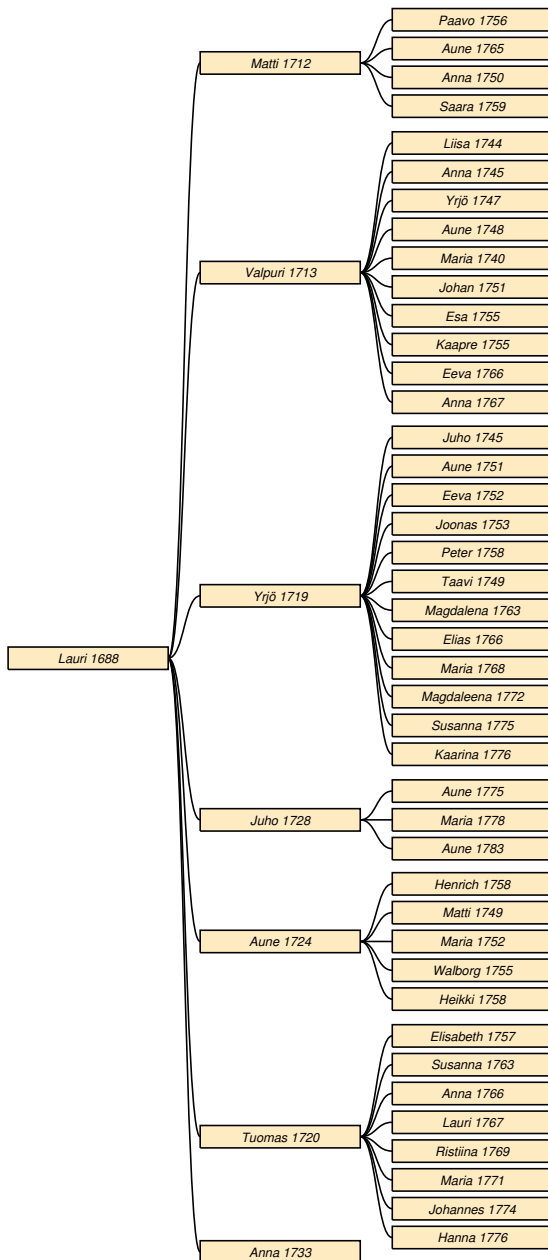 Lauri 1688
Matti 1712
Paavo 1756
Aune 1765
Anna 1750
Saara 1759
Valpuri 1713
Liisa 1744
Anna 1745
Yrjö 1747
Aune 1748
Maria 1740
Johan 1751
Esa 1755
Kaapre 1755
Eeva 1766
Anna 1767
Yrjö 1719
Juho 1745
Aune 1751
Eeva 1752
Joonas 1753
Peter 1758
Taavi 1749
Magdalena 1763
Elias 1766
Maria 1768
Magdaleena 1772
Susanna 1775
Kaarina 1776
Juho 1728
Aune 1775
Maria 1778
Aune 1783
Aune 1724
Henrich 1758
Matti 1749
Maria 1752
Walborg 1755
Heikki 1758
Tuomas 1720
Elisabeth 1757
Susanna 1763
Anna 1766
Lauri 1767
Ristiina 1769
Maria 1771
Johannes 1774
Hanna 1776
Anna 1733